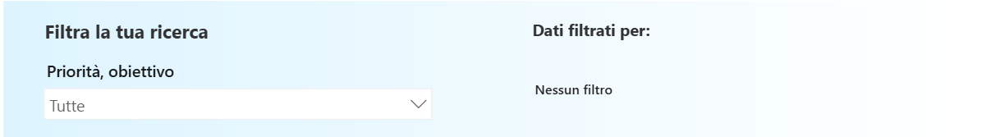 Filtra la tua ricerca
Priorità, obiettivo
Tutte
Dati filtrati per:
Nessun filtro